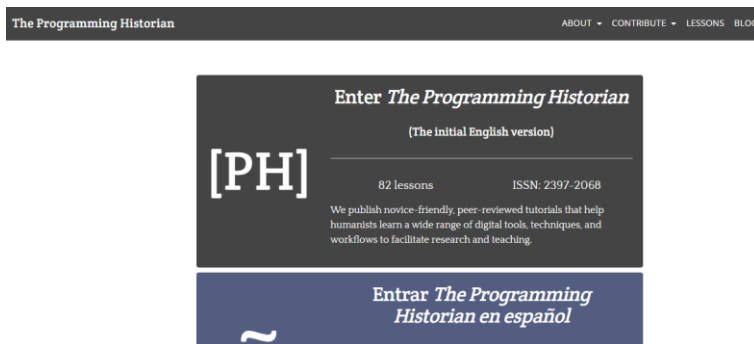 The Programming Historian
ABOUT CONTRIBUTE LESSONS
Enter The Programming Historian
(The initial English version)
[PH]
82 lessons ISSN: 2397-2068
We publish novice-friendly, peer-reviewed tutorials that help
humanists learn a wide range of digital tools, techniques, and
workflows to facilitate research and teaching.
Entrar The Programming
Historian en español